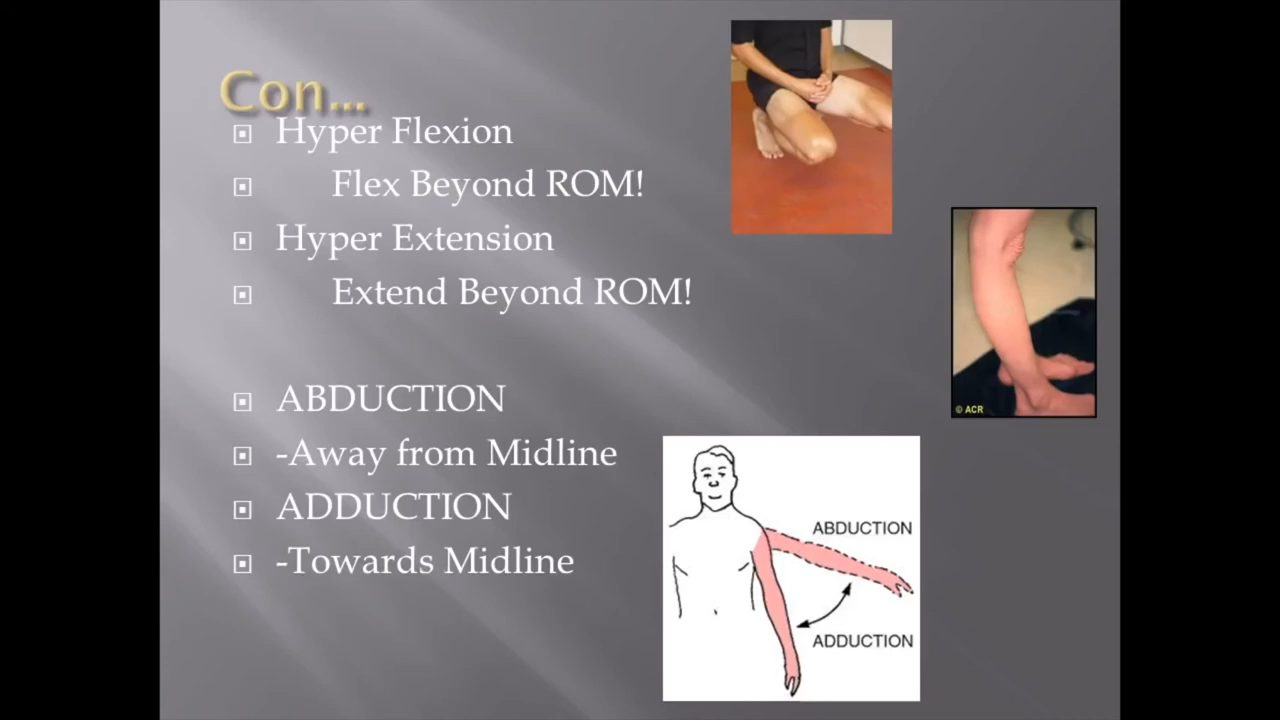 Con...
Hyper Flexion
Flex Beyond ROM!
Hyper Extension
Extend Beyond ROM!
ABDUCTION
-Away from Midline
ADDUCTION
-Towards Midline
© ACR
ABDUCTION
ADDUCTION